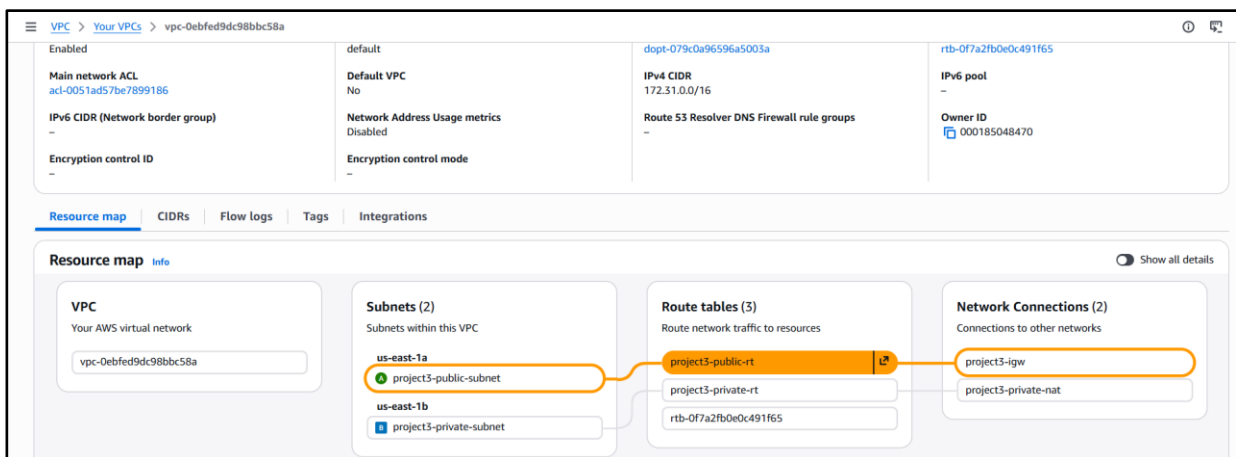 VPC > Your VPCs > vpc-0ebfed9dc98bbc58a
Enabled
default
dopt-079c0a96596a5003a
rtb-0f7a2fb0e0c491f65
Main network ACL
acl-0051ad57be7899186
Default VPC
No
IPv4 CIDR
172.31.0.0/16
IPv6 pool
–
IPv6 CIDR (Network border group)
–
Network Address Usage metrics
Disabled
Route 53 Resolver DNS Firewall rule groups
–
Owner ID
000185048470
Encryption control ID
–
Encryption control mode
–
Resource map
CIDRs
Flow logs
Tags
Integrations
Resource map Info
Show all details
VPC
Your AWS virtual network
vpc-0ebfed9dc98bbc58a
Subnets (2)
Subnets within this VPC
us-east-1a
A project3-public-subnet
us-east-1b
B project3-private-subnet
Route tables (3)
Route network traffic to resources
project3-public-rt
project3-private-rt
rtb-0f7a2fb0e0c491f65
Network Connections (2)
Connections to other networks
project3-igw
project3-private-nat